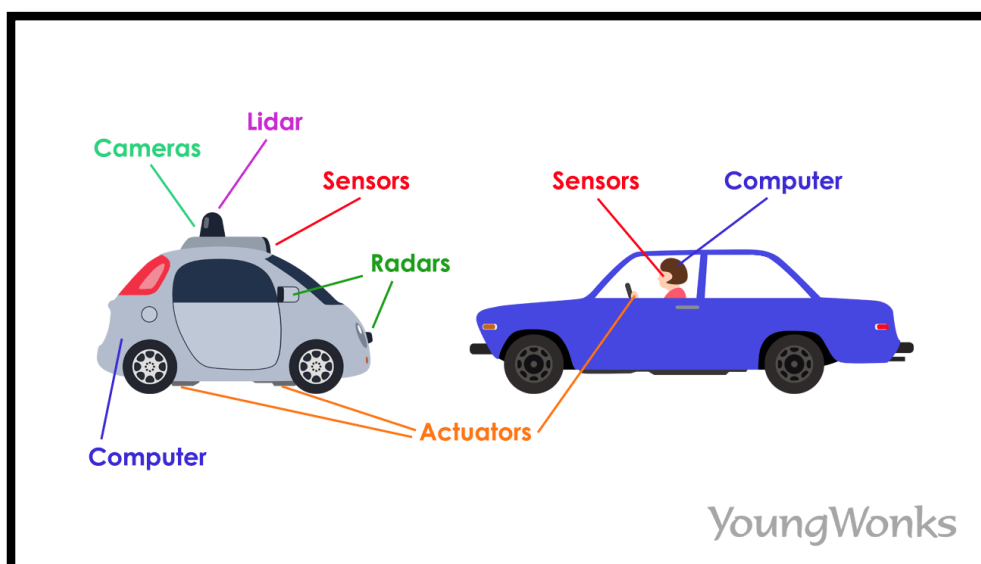 Lidar
Cameras
Sensors
Sensors
Computer
Radars
Actuators
Computer
YoungWonks